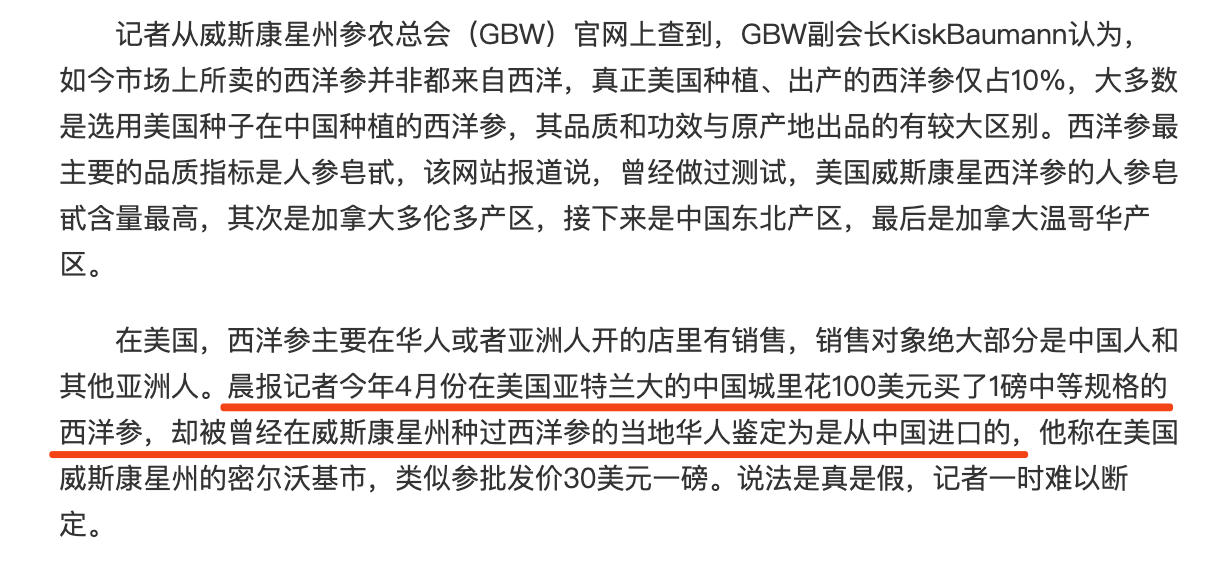 记者从威斯康星州参农总会（GBW）官网上查到，GBW副会长KiskBaumann认为，
如今市场上所卖的西洋参并非都来自西洋，真正美国种植、出产的西洋参仅占10%，大多数
是选用美国种子在中国种植的西洋参，其品质和功效与原产地出品的有较大区别。西洋参最
主要的品质指标是人参皂甙，该网站报道说，曾经做过测试，美国威斯康星西洋参的人参皂
甙含量最高，其次是加拿大多伦多产区，接下来是中国东北产区，最后是加拿大温哥华产
区。
在美国，西洋参主要在华人或者亚洲人开的店里有销售，销售对象绝大部分是中国人和
其他亚洲人。晨报记者今年4月份在美国亚特兰大的中国城里花100美元买了1磅中等规格的
西洋参，却被曾经在威斯康星州种过西洋参的当地华人鉴定为是从中国进口的，他称在美国
威斯康星州的密尔沃基市，类似参批发价30美元一磅。说法是真是假，记者一时难以断
定。